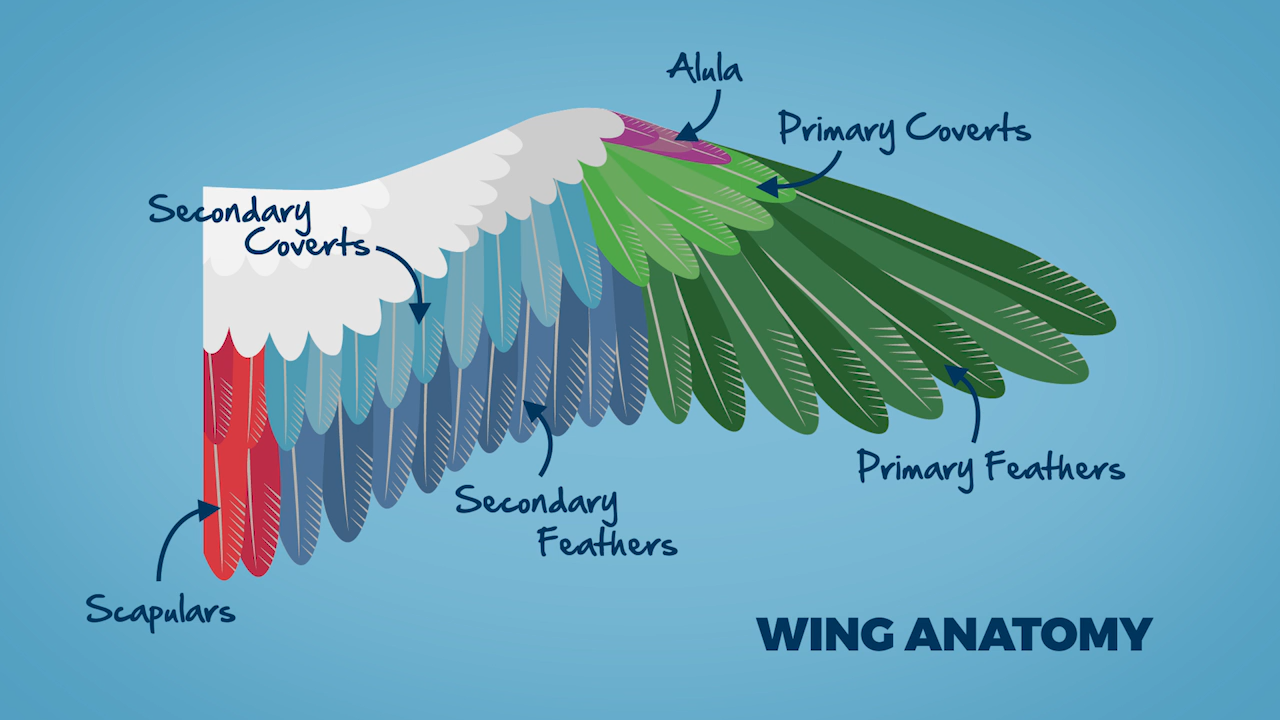 Alula
Primary Coverts
Secondary
Coverts
Primary Feathers
Secondary
Feathers
Scapulars
WING ANATOMY